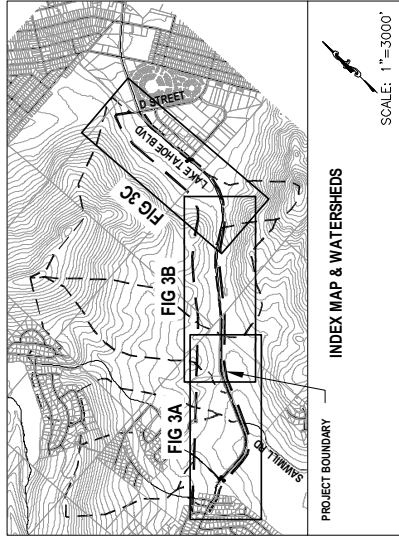 D STREET
LAKE TAHOE BLVD
FIG 3C
FIG 3B
FIG 3A
SAWMILL RD
PROJECT BOUNDARY
INDEX MAP & WATERSHEDS
SCALE: 1"=3000'